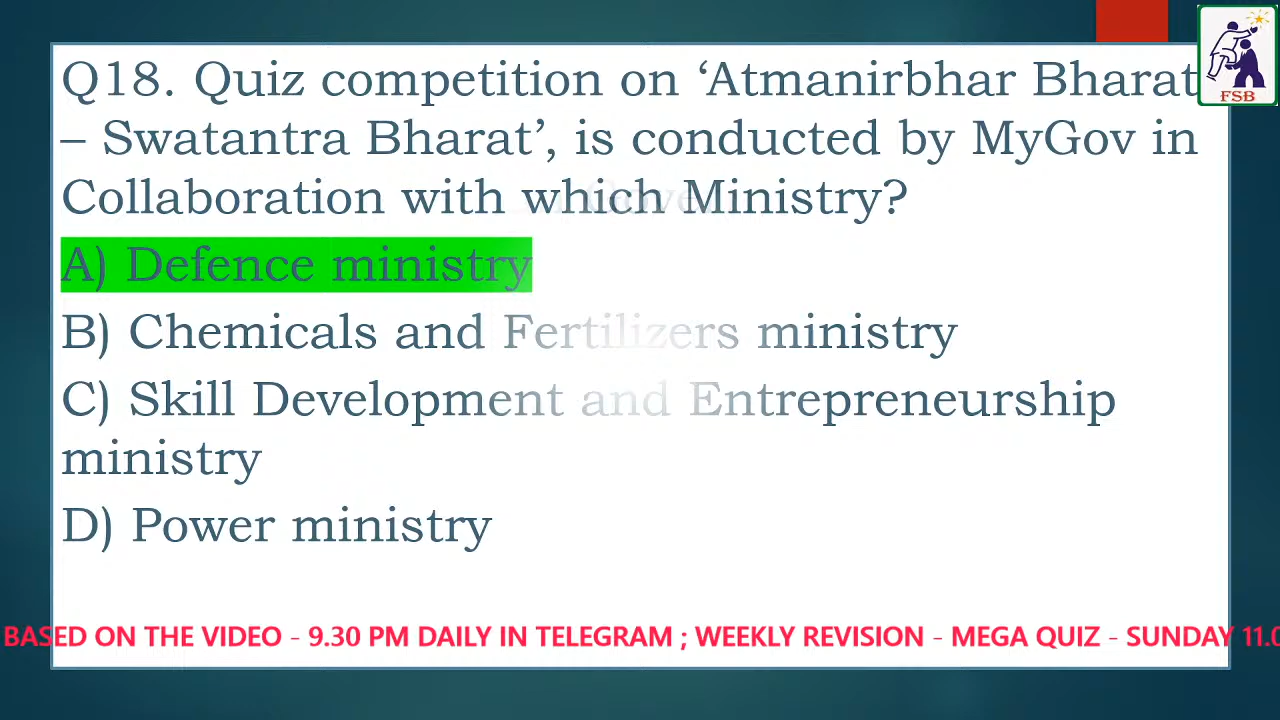 FSB
Q18. Quiz competition on ‘Atmanirbhar Bharat
– Swatantra Bharat’, is conducted by MyGov in
Collaboration with which Ministry?
A) Defence ministry
B) Chemicals and Fertilizers ministry
C) Skill Development and Entrepreneurship
ministry
D) Power ministry
BASED ON THE VIDEO - 9.30 PM DAILY IN TELEGRAM ; WEEKLY REVISION - MEGA QUIZ - SUNDAY